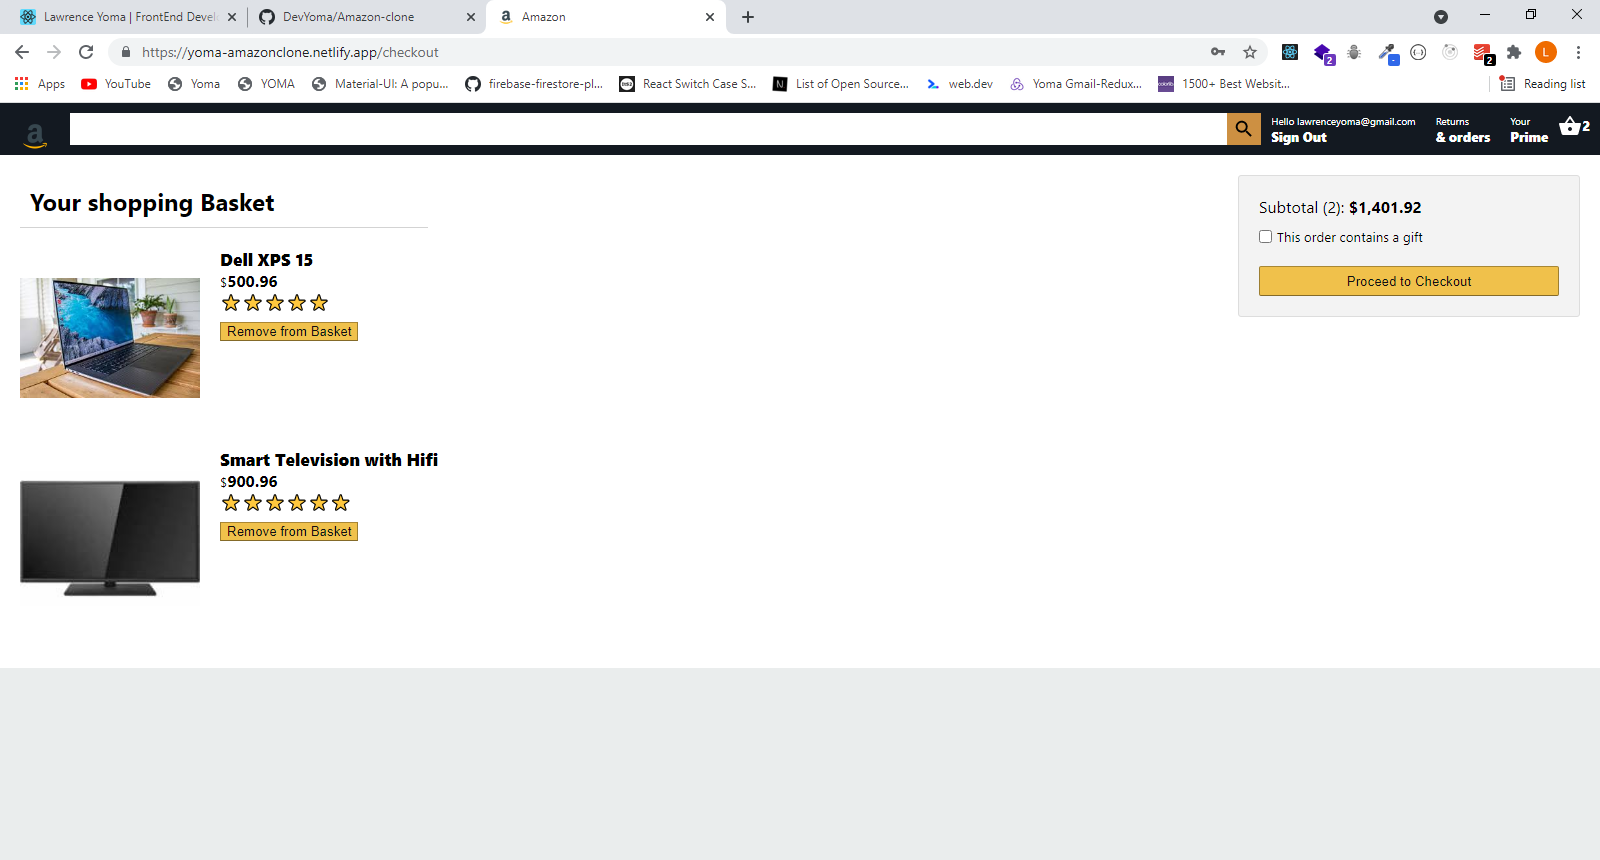 Lawrence Yoma | FrontEnd Devel
DevYoma/Amazon-clone
Amazon
https://yoma-amazonclone.netlify.app/checkout
2
2
L
Apps
YouTube
Yoma
YOMA
Material-UI: A popu...
firebase-firestore-pl...
React Switch Case S...
List of Open Source...
web.dev
Yoma Gmail-Redux...
1500+ Best Websit...
Reading list
Hello lawrenceyoma@gmail.com
Sign Out
Returns
& orders
Your
Prime
2
Your shopping Basket
Dell XPS 15
$500.96
Remove from Basket
Smart Television with Hifi
$900.96
Remove from Basket
Subtotal (2): $1,401.92
This order contains a gift
Proceed to Checkout